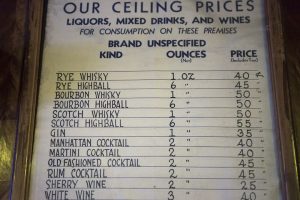 OUR CEILING PRICES
LIQUORS, MIXED DRINKS, AND WINES
FOR CONSUMPTION ON THESE PREMISES
BRAND UNSPECIFIED
KIND OUNCES PRICE
(Net) (Includes Tax)
RYE WHISKY 1 OZ 40 ¢
RYE HIGHBALL 6 " 45 "
BOURBON WHISKY 1 " 50 "
BOURBON HIGHBALL 6 " 50 "
SCOTCH WHISKY 1 " 50 "
SCOTCH HIGHBALL 6 " 55 "
GIN 1 " 35 "
MANHATTAN COCKTAIL 2 " 40 "
MARTINI COCKTAIL 2 " 40 "
OLD FASHIONED COCKTAIL 2 " 45 "
RUM COCKTAIL 2 " 45 "
SHERRY WINE 2 " 25 "
WHITE WINE 3 " 40 "